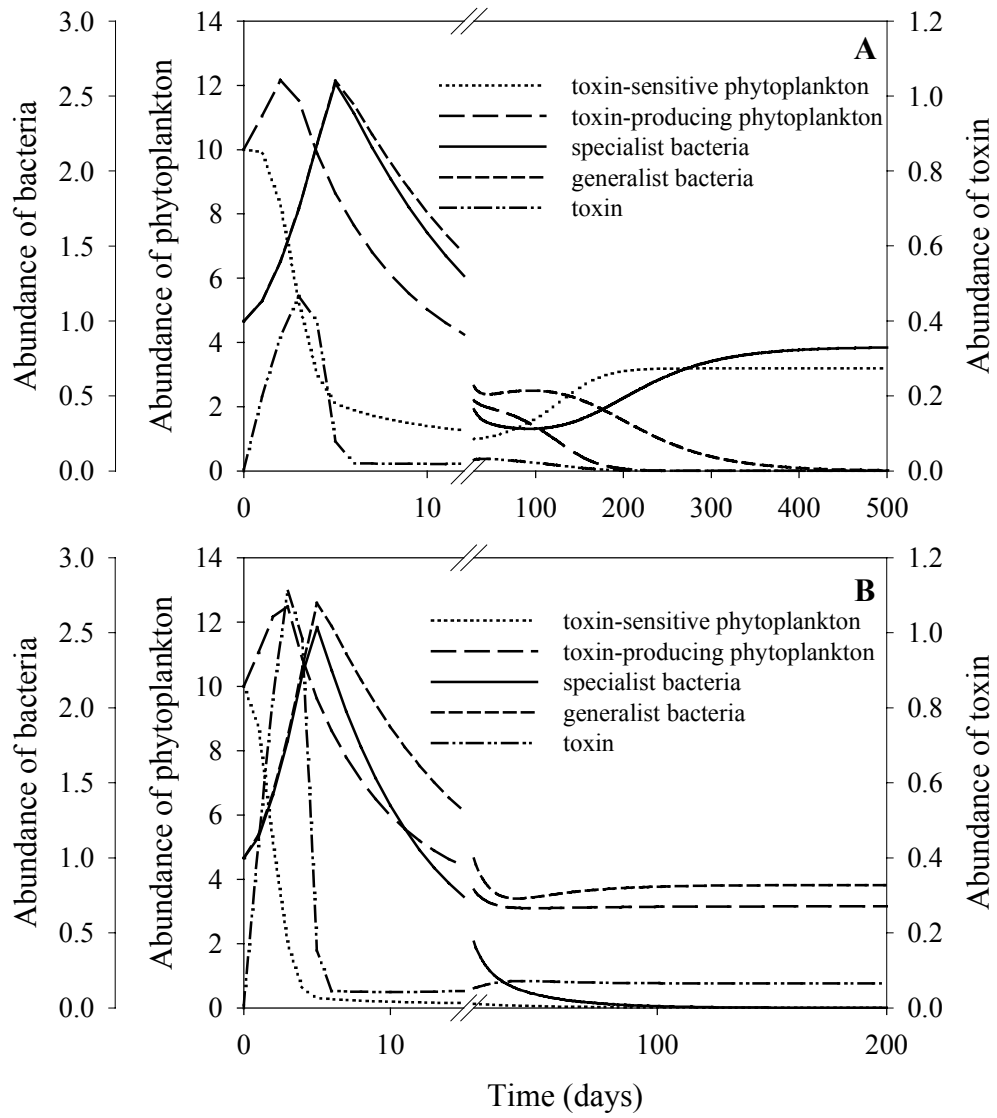 A
Abundance of bacteria
3.0
2.5
2.0
1.5
1.0
0.5
0.0
Abundance of phytoplankton
14
12
10
8
6
4
2
0
toxin-sensitive phytoplankton
toxin-producing phytoplankton
specialist bacteria
generalist bacteria
toxin
1.2
1.0
0.8
0.6
0.4
0.2
0.0
Abundance of toxin
0 10 100 200 300 400 500
B
Abundance of bacteria
3.0
2.5
2.0
1.5
1.0
0.5
0.0
Abundance of phytoplankton
14
12
10
8
6
4
2
0
toxin-sensitive phytoplankton
toxin-producing phytoplankton
specialist bacteria
generalist bacteria
toxin
1.2
1.0
0.8
0.6
0.4
0.2
0.0
Abundance of toxin
0 10 100 200
Time (days)